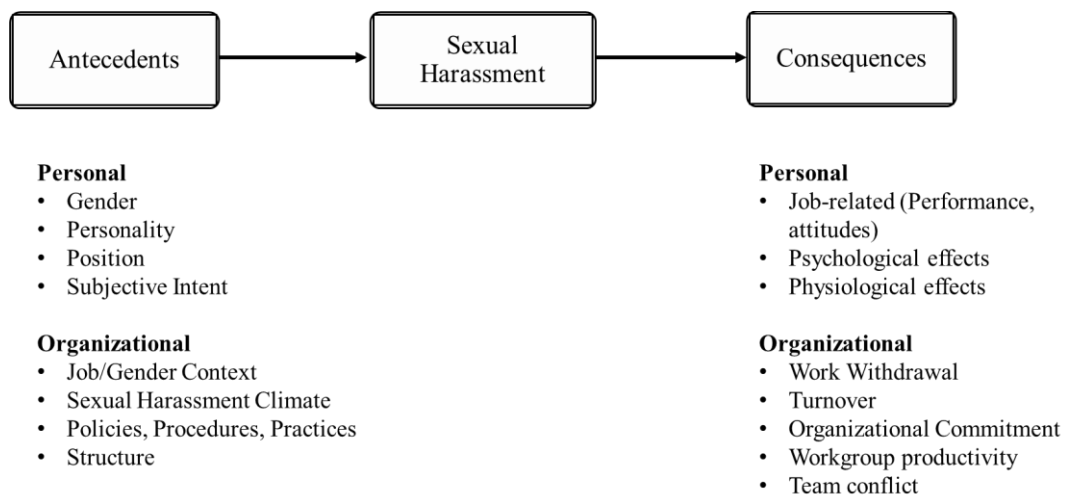 Antecedents
Sexual
Harassment
Consequences
Personal
• Gender
• Personality
• Position
• Subjective Intent
Organizational
• Job/Gender Context
• Sexual Harassment Climate
• Policies, Procedures, Practices
• Structure
Personal
• Job-related (Performance,
attitudes)
• Psychological effects
• Physiological effects
Organizational
• Work Withdrawal
• Turnover
• Organizational Commitment
• Workgroup productivity
• Team conflict